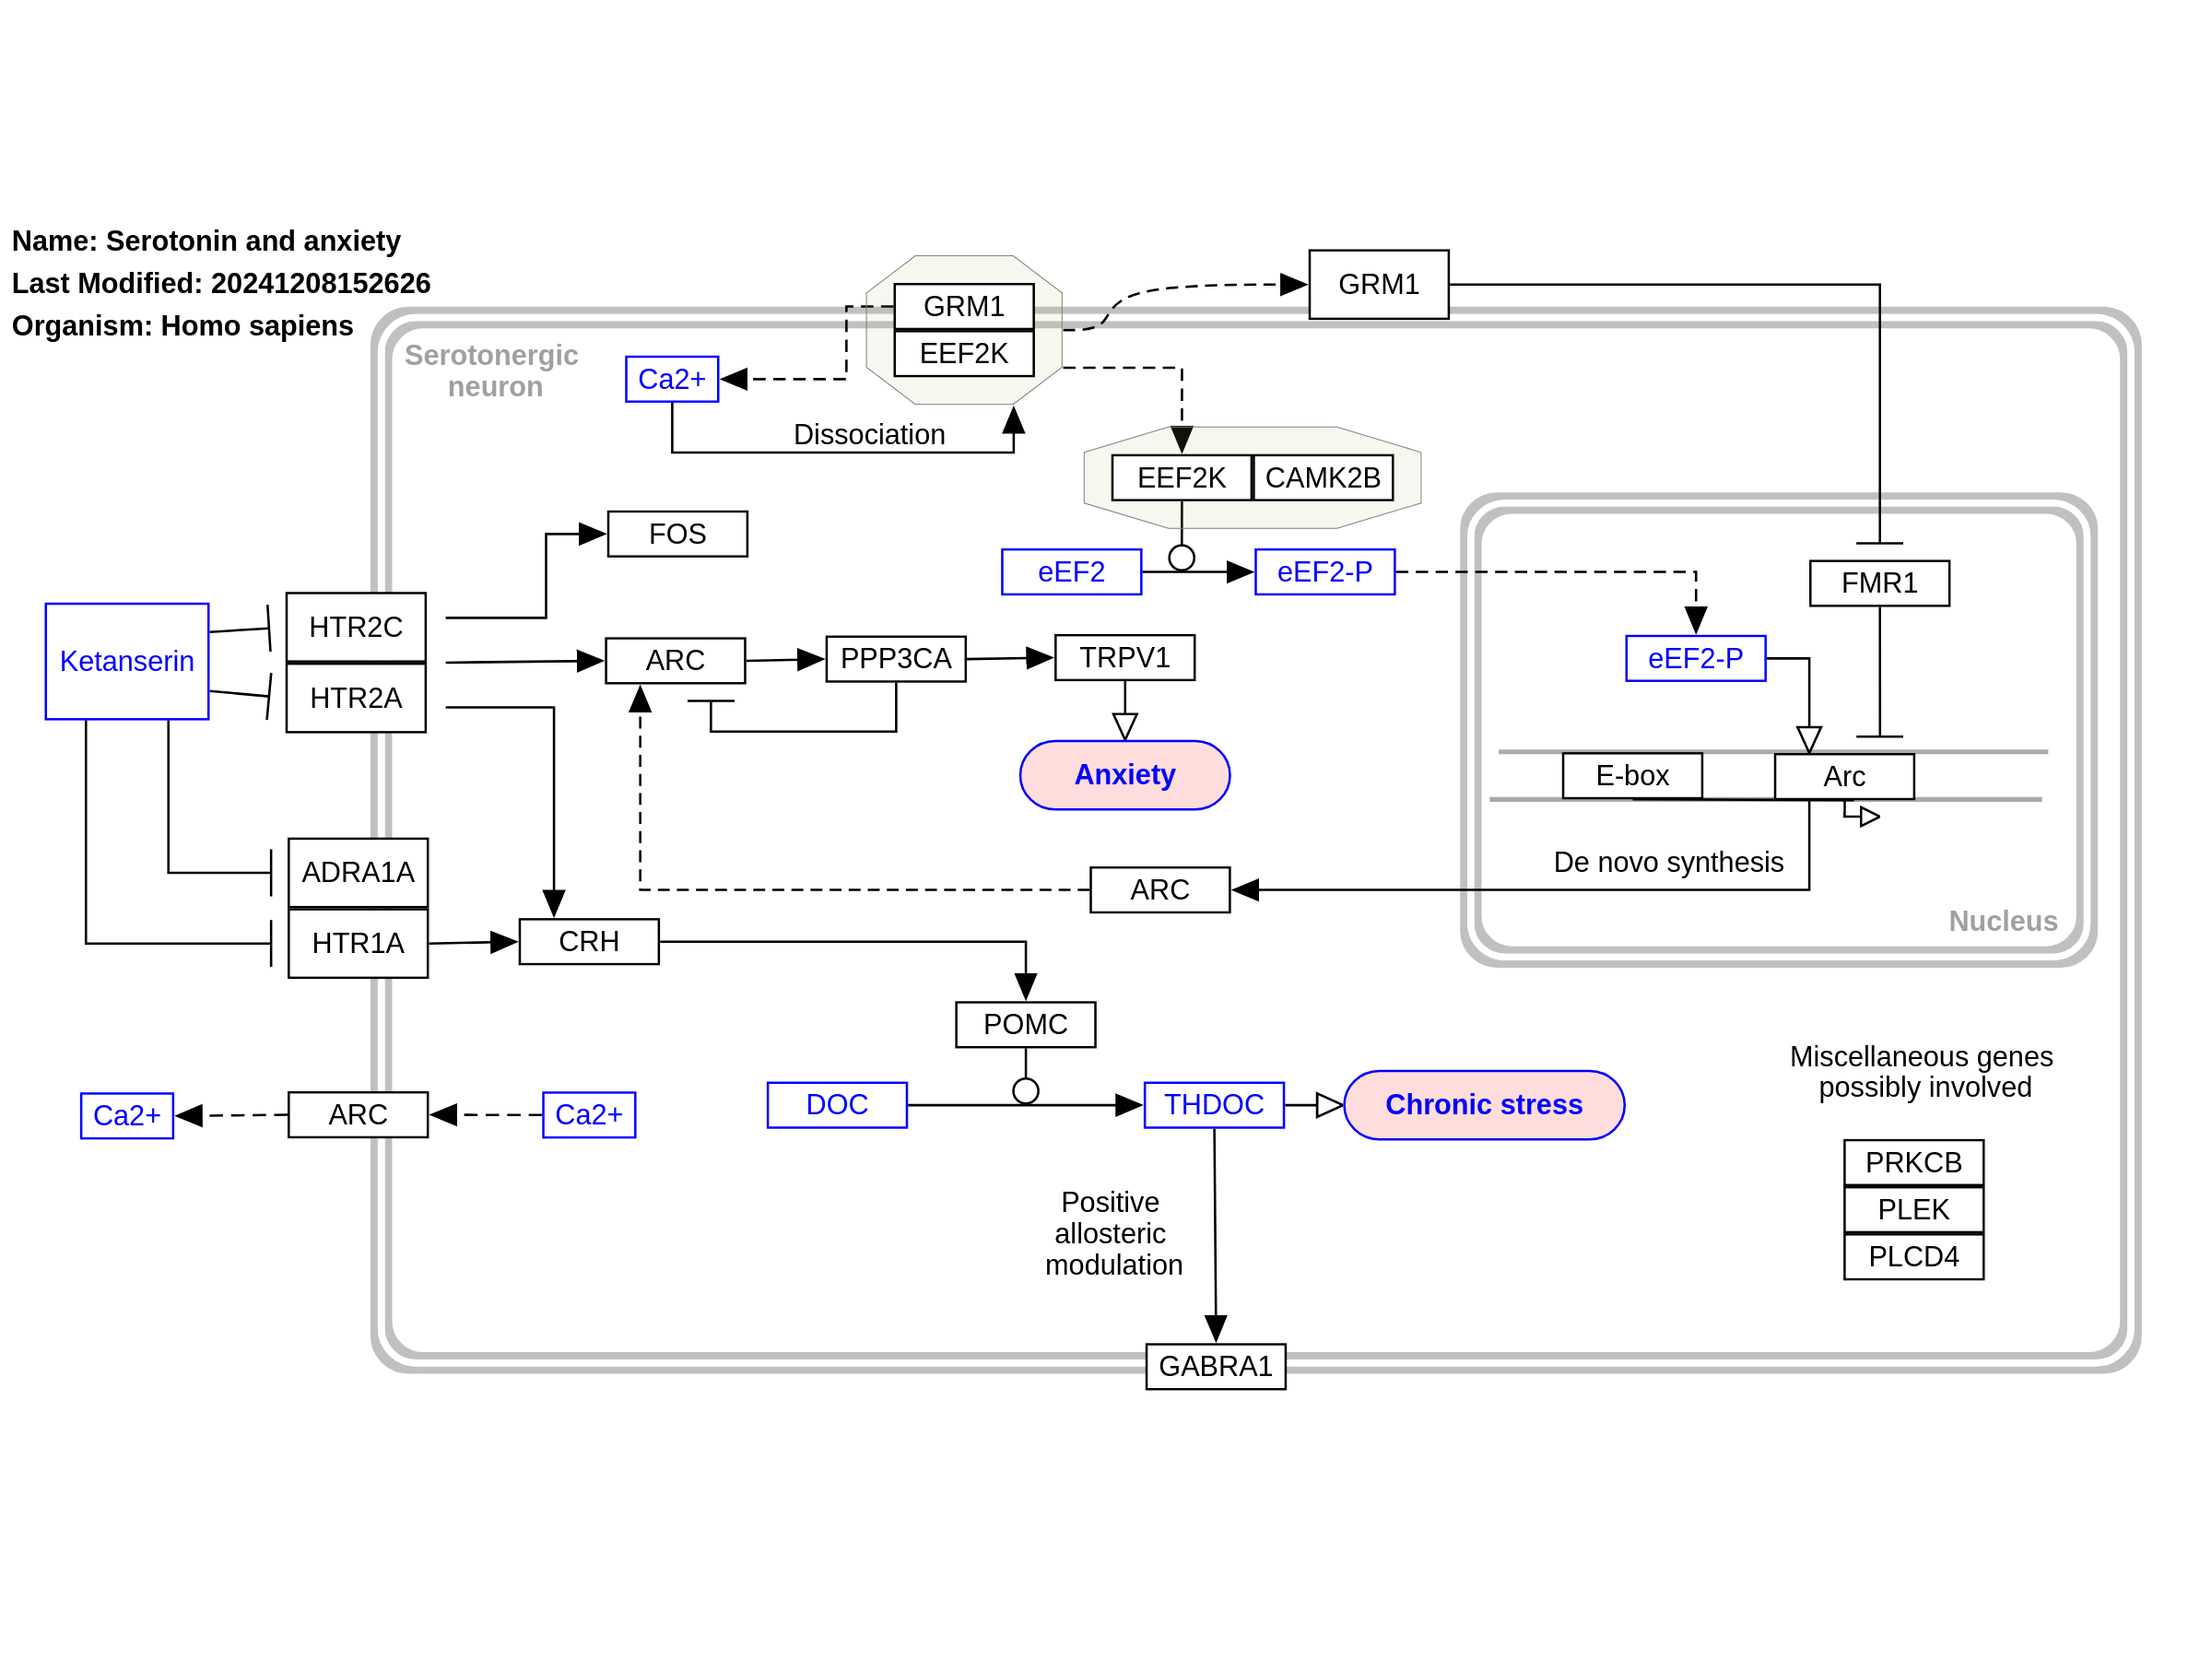 Name: Serotonin and anxiety
Last Modified: 20241208152626
Organism: Homo sapiens
Serotonergic
neuron
GRM1
EEF2K
GRM1
Ca2+
Dissociation
EEF2K
CAMK2B
FOS
eEF2
eEF2-P
FMR1
Ketanserin
HTR2C
HTR2A
ARC
PPP3CA
TRPV1
eEF2-P
Anxiety
E-box
Arc
De novo synthesis
ADRA1A
HTR1A
ARC
Nucleus
CRH
POMC
Miscellaneous genes
possibly involved
Ca2+
ARC
Ca2+
DOC
THDOC
Chronic stress
PRKCB
PLEK
PLCD4
Positive
allosteric
modulation
GABRA1